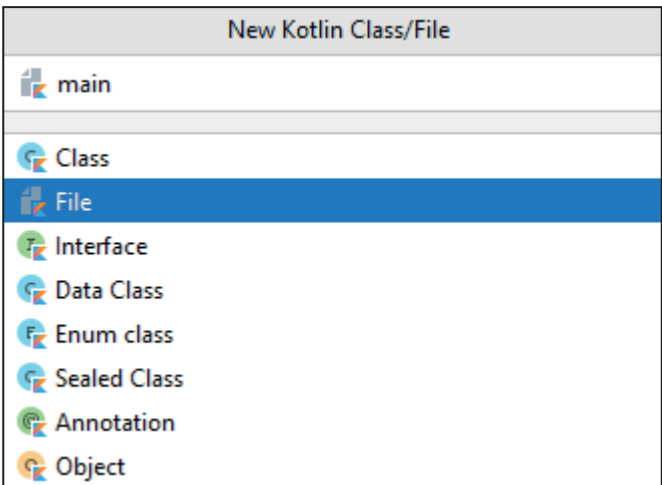 New Kotlin Class/File
main
Class
File
Interface
Data Class
Enum class
Sealed Class
Annotation
Object